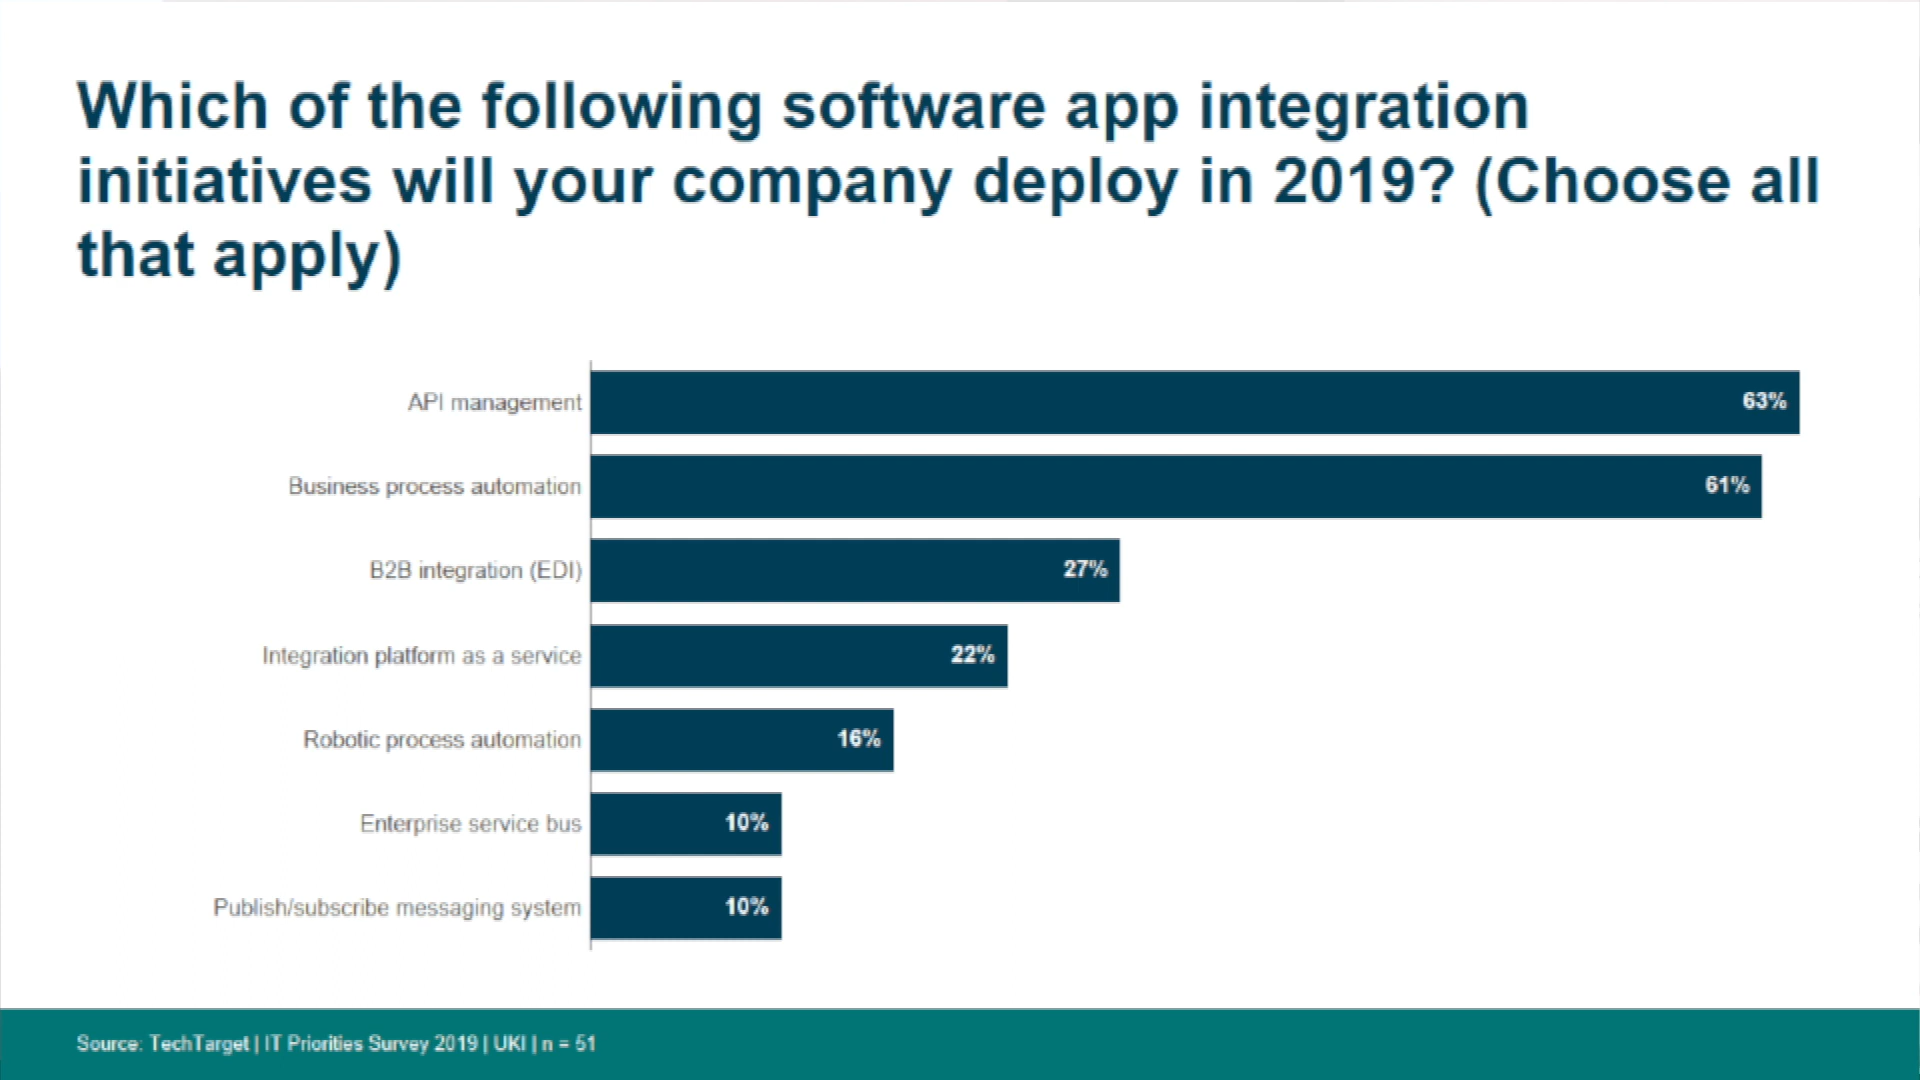 Which of the following software app integration
initiatives will your company deploy in 2019? (Choose all
that apply)
API management 63%
Business process automation 61%
B2B integration (EDI) 27%
Integration platform as a service 22%
Robotic process automation 16%
Enterprise service bus 10%
Publish/subscribe messaging system 10%
Source: TechTarget | IT Priorities Survey 2019 | UKI | n = 51